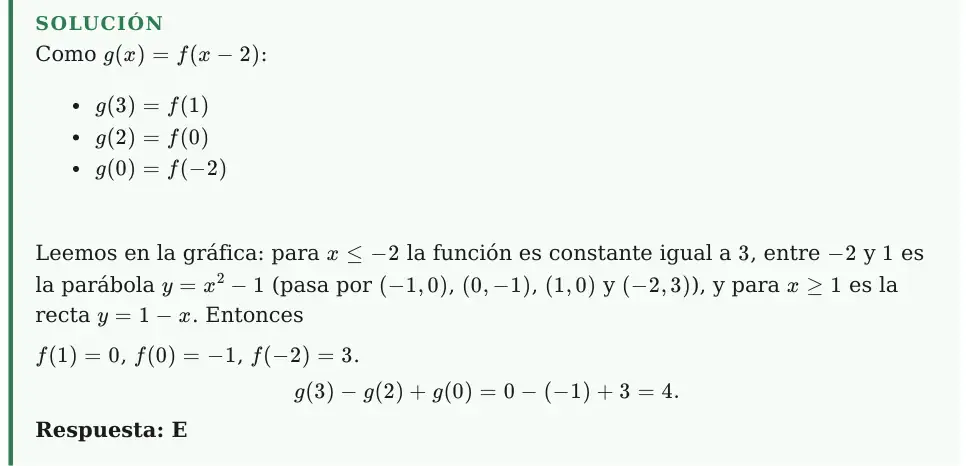 SOLUCIÓN
Como g(x) = f(x − 2):
• g(3) = f(1)
• g(2) = f(0)
• g(0) = f(−2)
Leemos en la gráfica: para x ≤ −2 la función es constante igual a 3, entre −2 y 1 es
la parábola y = x² − 1 (pasa por (−1, 0), (0, −1), (1, 0) y (−2, 3)), y para x ≥ 1 es la
recta y = 1 − x. Entonces
f(1) = 0, f(0) = −1, f(−2) = 3.
g(3) − g(2) + g(0) = 0 − (−1) + 3 = 4.
Respuesta: E